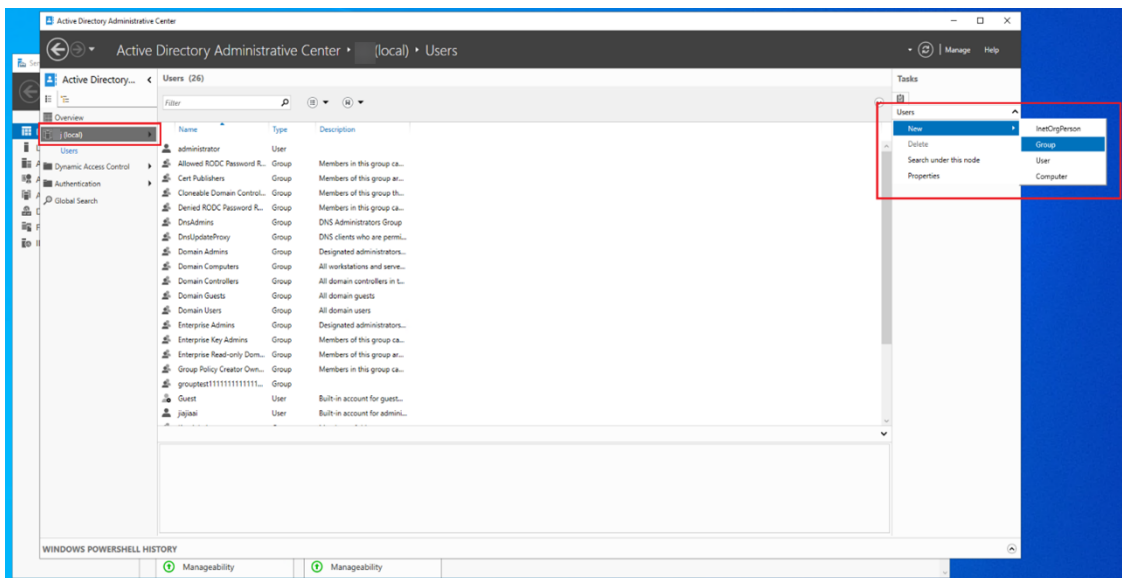 Active Directory Administrative Center
Active Directory Administrative Center • (local) • Users
Manage Help
Active Directory...
Overview
(local)
Users
Dynamic Access Control
Authentication
Global Search
Users (26)
Filter
Name Type Description
administrator User
Allowed RODC Password R... Group Members in this group ca...
Cert Publishers Group Members of this group ar...
Cloneable Domain Control... Group Members of this group th...
Denied RODC Password R... Group Members in this group ca...
DnsAdmins Group DNS Administrators Group
DnsUpdateProxy Group DNS clients who are permi...
Domain Admins Group Designated administrators...
Domain Computers Group All workstations and serve...
Domain Controllers Group All domain controllers in t...
Domain Guests Group All domain guests
Domain Users Group All domain users
Enterprise Admins Group Designated administrators...
Enterprise Key Admins Group Members of this group ca...
Enterprise Read-only Dom... Group Members of this group ar...
Group Policy Creator Own... Group Members in this group ca...
grouptest1111111111111... Group
Guest User Built-in account for guest...
jiajiaai User Built-in account for admini...
Tasks
Users
New
Delete
Search under this node
Properties
InetOrgPerson
Group
User
Computer
WINDOWS POWERSHELL HISTORY
Manageability
Manageability